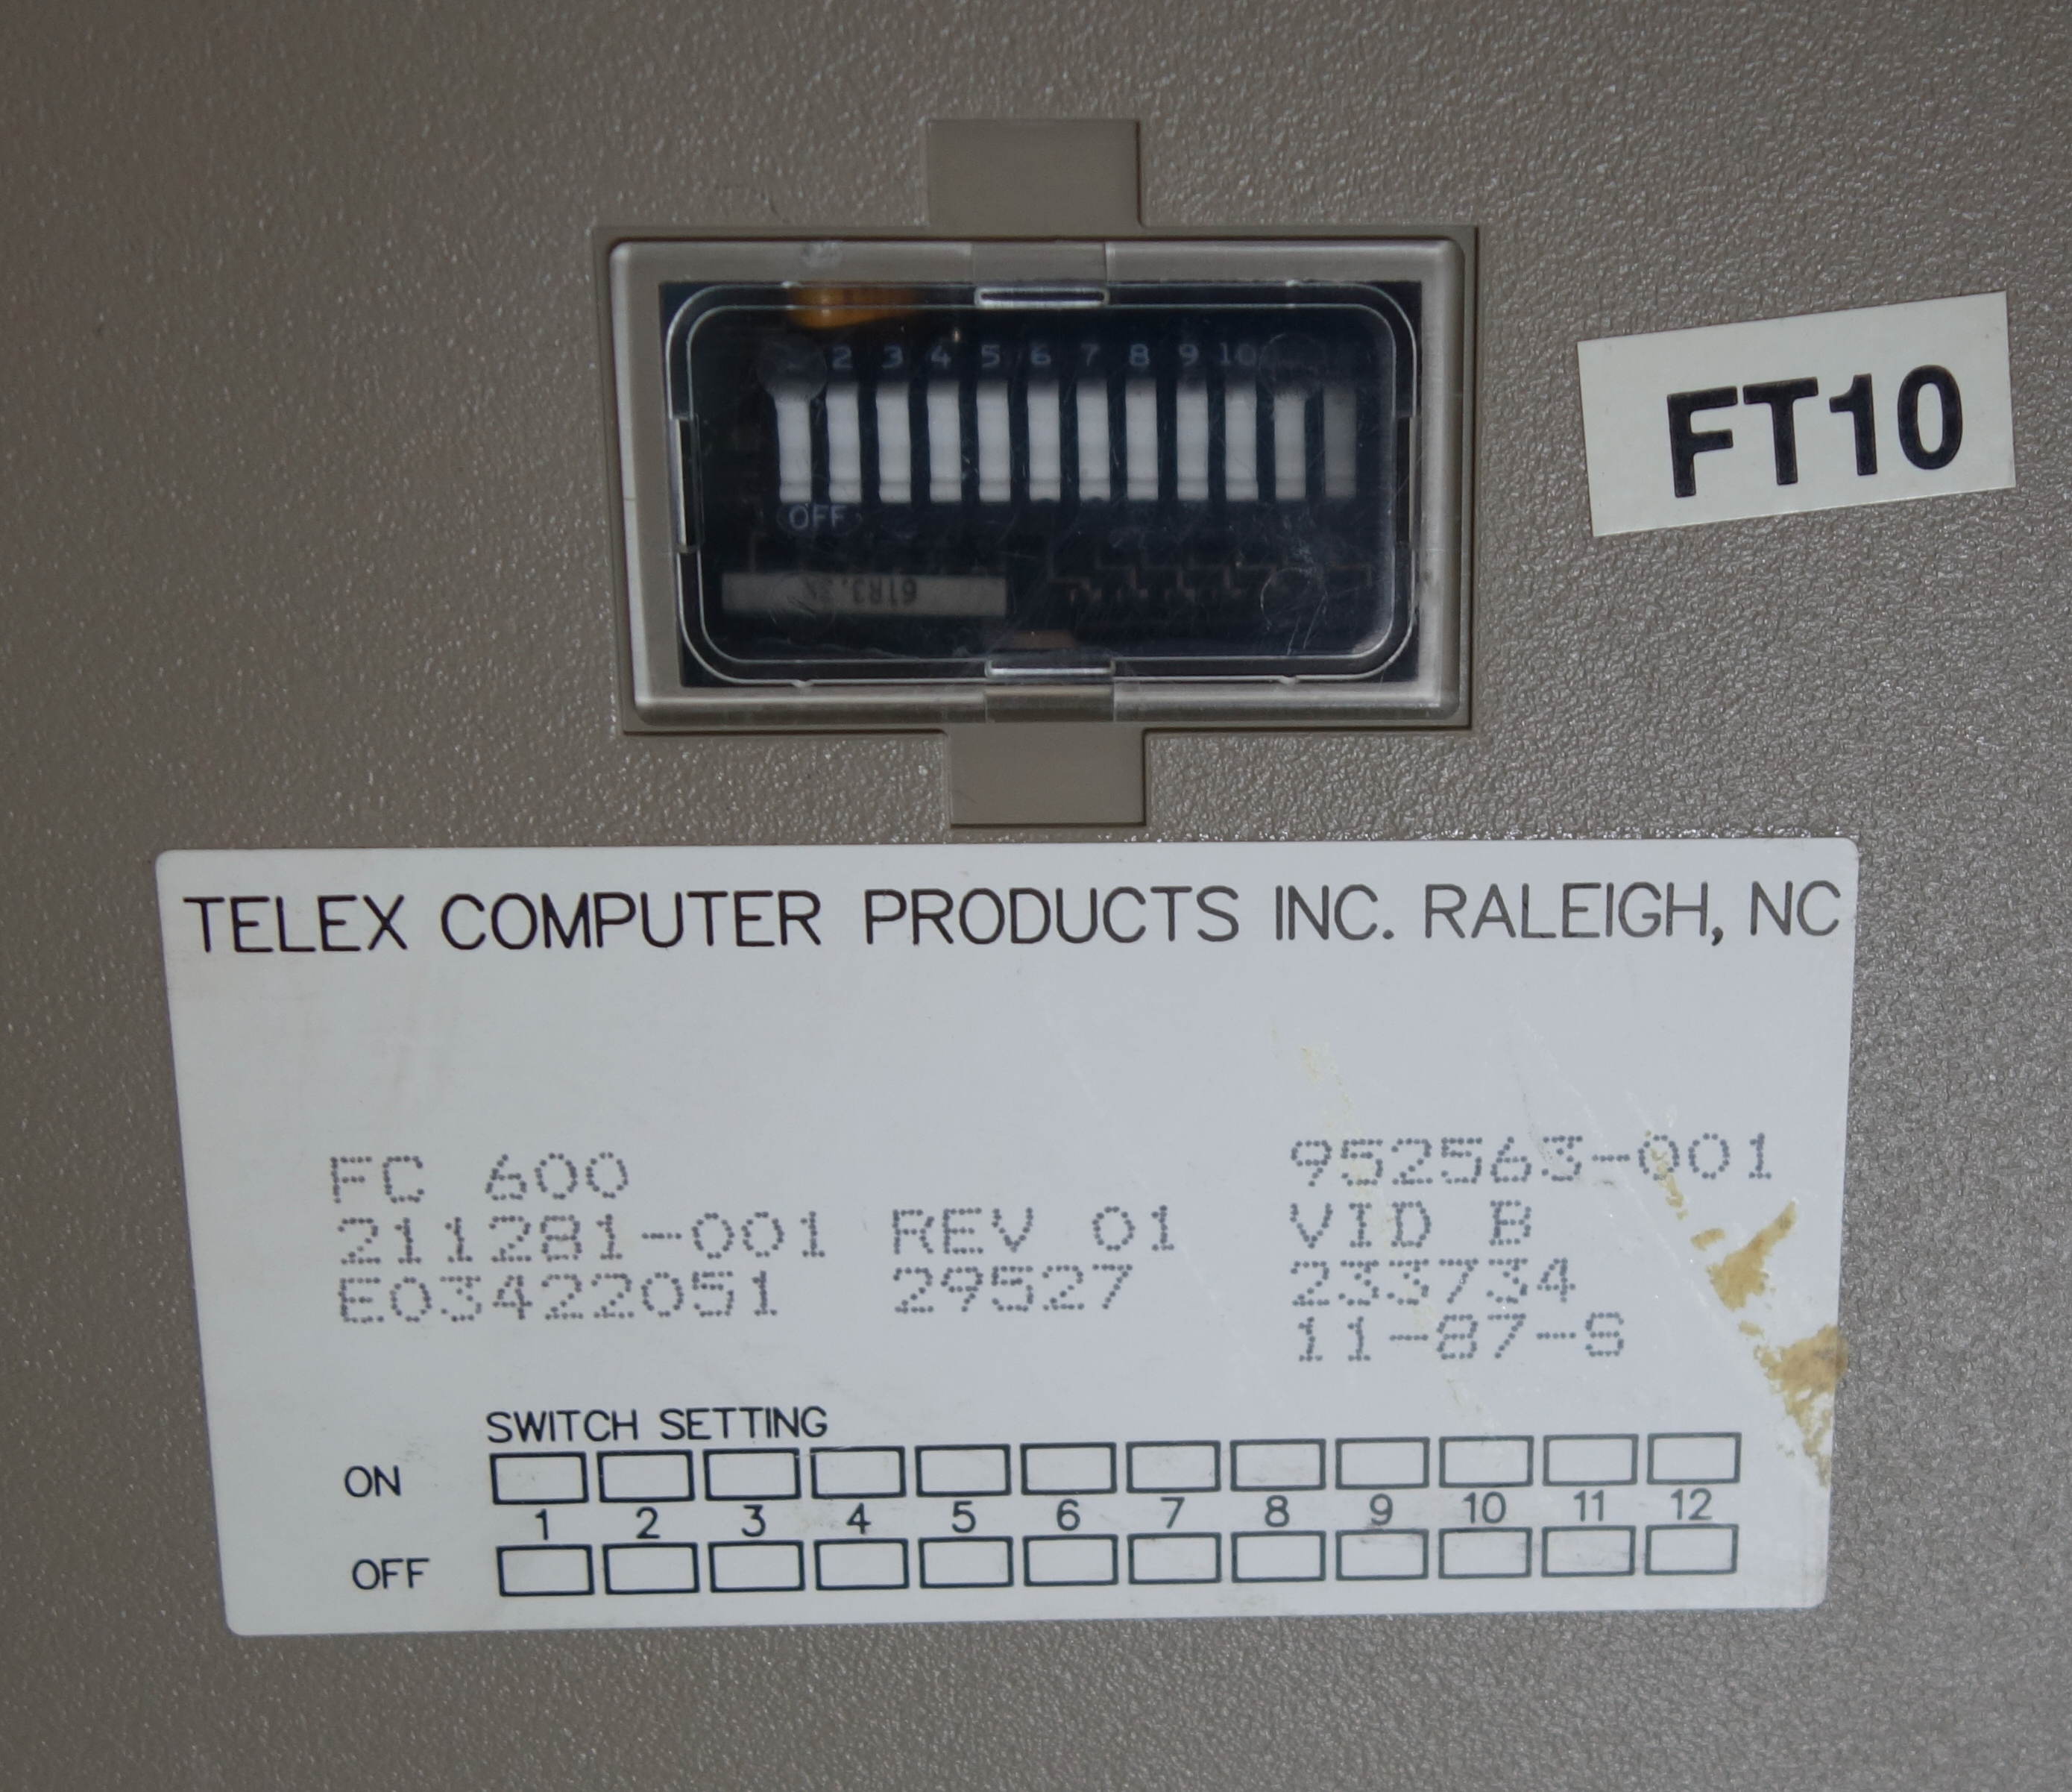 2 3 4 5 6 7 8 9 10
OFF
FT10
TELEX COMPUTER PRODUCTS INC. RALEIGH, NC
FC 600 952563-001
211281-001 REV 01 VID B
E03422051 29527 233734
11-87-S
SWITCH SETTING
ON
1 2 3 4 5 6 7 8 9 10 11 12
OFF